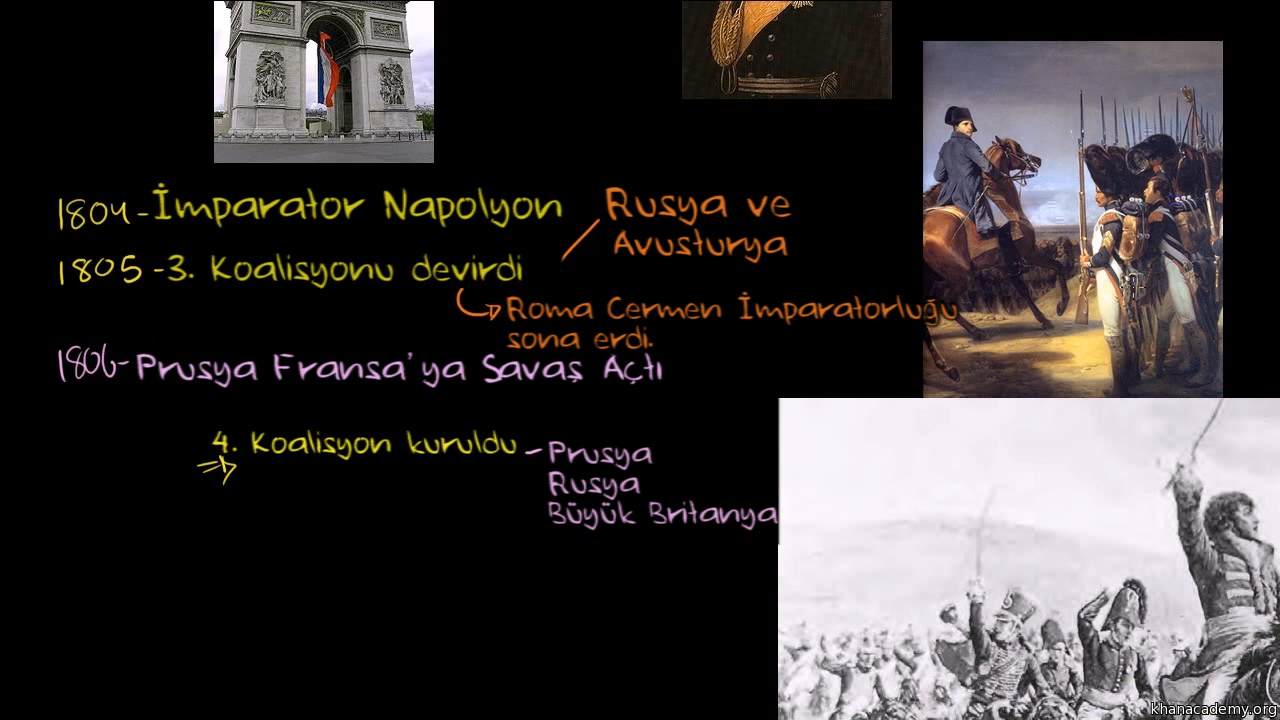 1804 - İmparator Napolyon
Rusya ve
Avusturya
1805 - 3. Koalisyonu devirdi
Roma Cermen İmparatorluğu
sona erdi.
1806- Prusya Fransa'ya Savaş Açtı
4. Koalisyon kuruldu - Prusya
Rusya
Büyük Britanya
khanacademy.org